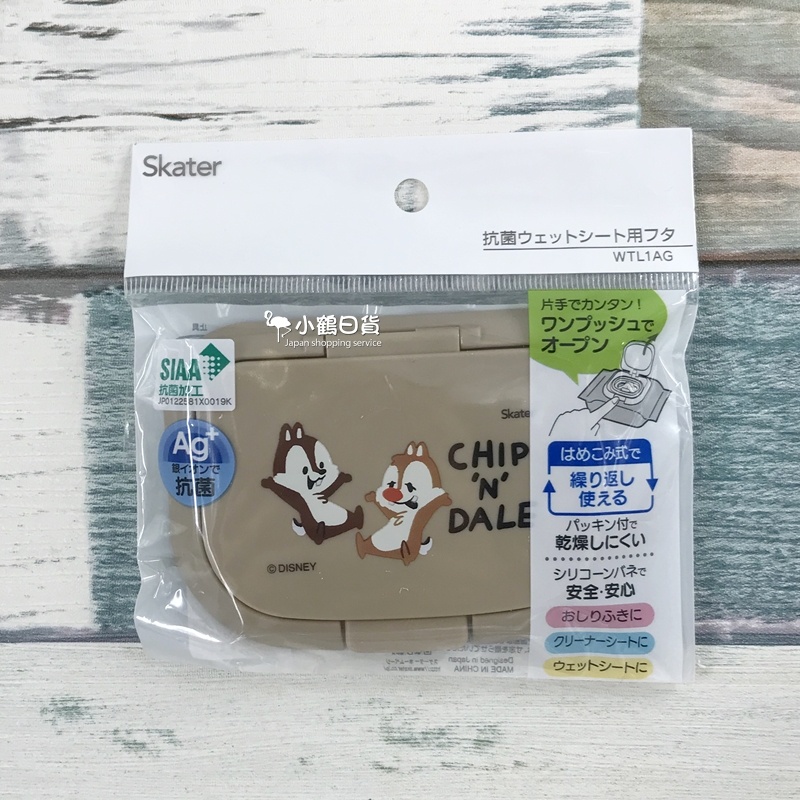 Skater
抗菌ウェットシート用フタ
WTL1AG
小鶴日貨
Japan shopping service
SIAA
抗菌加工
JP0122581X0019K
Ag+
銀イオンで
抗菌
Skater
CHIP
'N'
DALE
©DISNEY
片手でカンタン!
ワンプッシュで
オープン
はめこみ式で
繰り返し
使える
パッキン付で
乾燥しにくい
シリコーンバネで
安全・安心
おしりふきに
クリーナーシートに
ウェットシートに
Designed in Japan
MADE IN CHINA